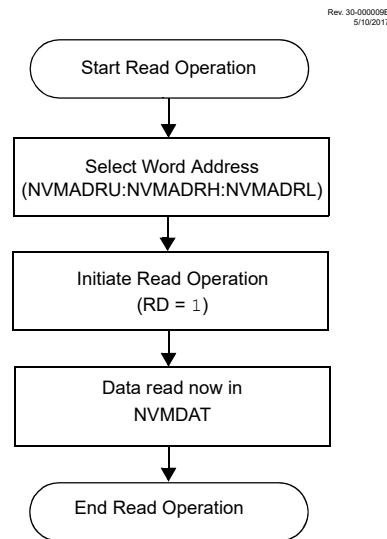 Rev. 30-000009B
5/10/2017
Start Read Operation
Select Word Address
(NVMADRU:NVMADRH:NVMADRL)
Initiate Read Operation
(RD = 1)
Data read now in
NVMDAT
End Read Operation